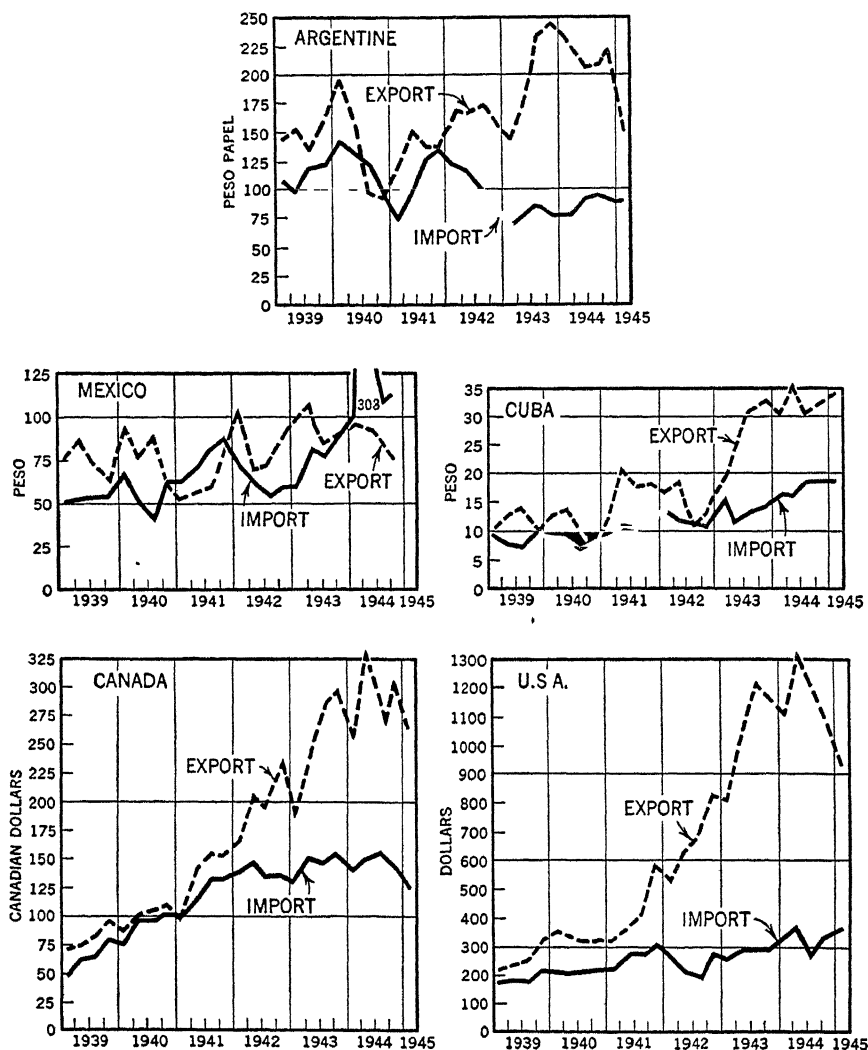 ARGENTINE
PESO PAPEL
250
225
200
175
150
125
100
75
50
25
0
EXPORT
IMPORT
1939 1940 1941 1942 1943 1944 1945
MEXICO
PESO
125
100
75
50
25
0
303
EXPORT
IMPORT
1939 1940 1941 1942 1943 1944 1945
CUBA
PESO
35
30
25
20
15
10
5
0
EXPORT
IMPORT
1939 1940 1941 1942 1943 1944 1945
CANADA
CANADIAN DOLLARS
325
300
275
250
225
200
175
150
125
100
75
50
25
0
EXPORT
IMPORT
1939 1940 1941 1942 1943 1944 1945
U.S A.
DOLLARS
1300
1200
1100
1000
900
800
700
600
500
400
300
200
100
0
EXPORT
IMPORT
1939 1940 1941 1942 1943 1944 1945